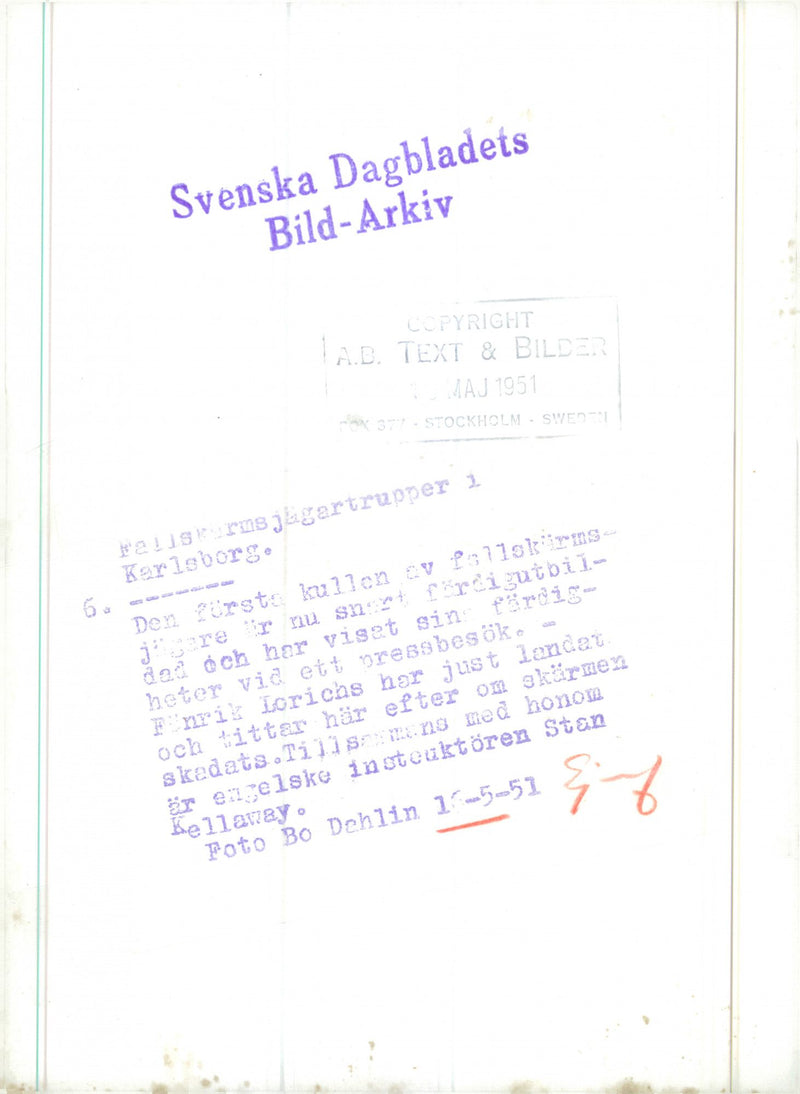 Svenska Dagbladets
Bild-Arkiv
COPYRIGHT
A.B. TEXT & BILDER
MAJ 1951
BOX 377 - STOCKHOLM - SWEDEN
Fallskärmsjägartrupper i
Karlsborg.
6. -------
Den första kullen av fallskärms-
jägare är nu snart färdigutbil-
dad och har visat sina färdig-
heter vid ett pressbesök. -
Fänrik Lorichs har just landat
och tittar här efter om skärmen
skadats.Tillsammans med honom
är engelske insteuktören Stan
Kellaway.
Foto Bo Dahlin -5-51